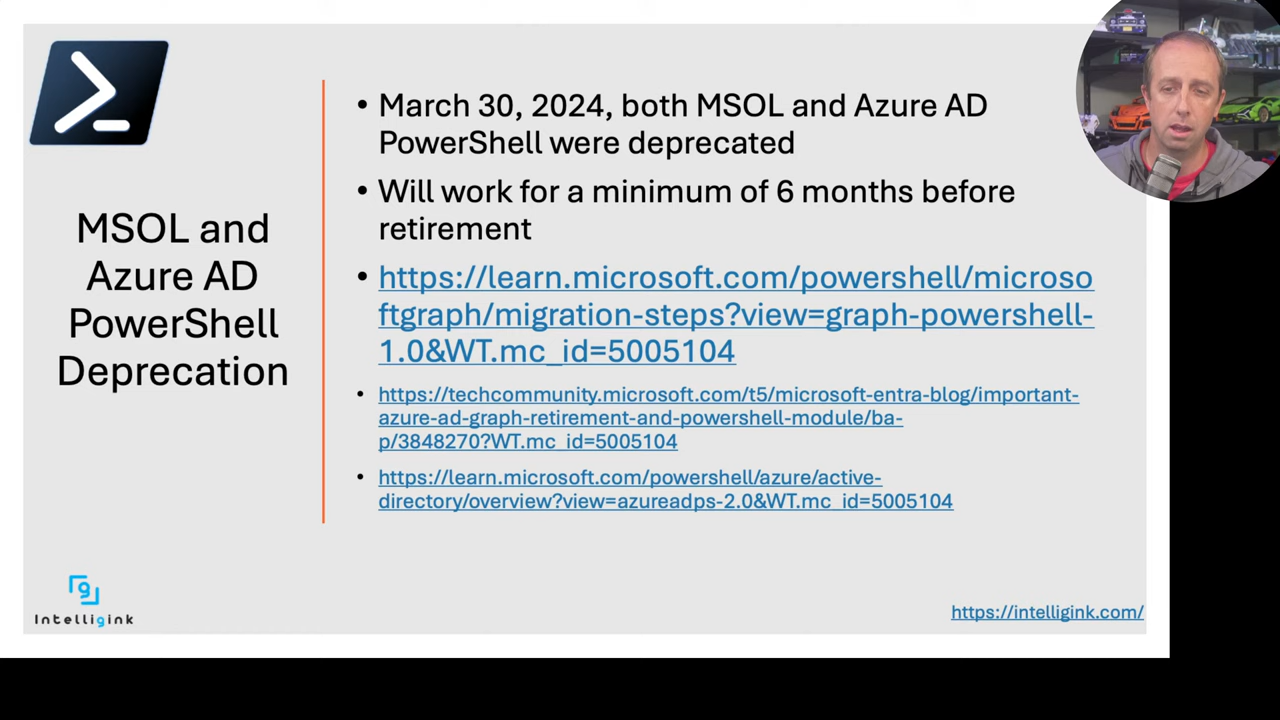 MSOL and
Azure AD
PowerShell
Deprecation
• March 30, 2024, both MSOL and Azure AD
PowerShell were deprecated
• Will work for a minimum of 6 months before
retirement
• https://learn.microsoft.com/powershell/microso
ftgraph/migration-steps?view=graph-powershell-
1.0&WT.mc_id=5005104
• https://techcommunity.microsoft.com/t5/microsoft-entra-blog/important-
azure-ad-graph-retirement-and-powershell-module/ba-
p/3848270?WT.mc_id=5005104
• https://learn.microsoft.com/powershell/azure/active-
directory/overview?view=azureadps-2.0&WT.mc_id=5005104
Intelligink
https://intelligink.com/